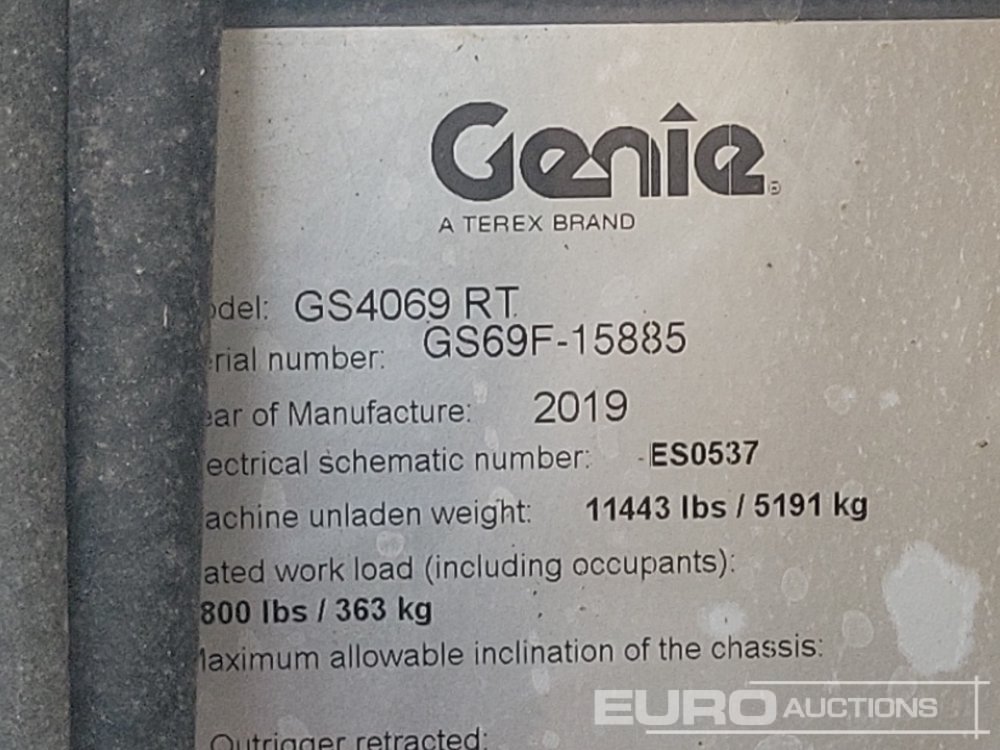 Genie
A TEREX BRAND
odel: GS4069 RT
rial number: GS69F-15885
ear of Manufacture: 2019
ectrical schematic number: ES0537
achine unladen weight: 11443 lbs / 5191 kg
ated work load (including occupants):
800 lbs / 363 kg
Maximum allowable inclination of the chassis:
Outrigger retracted:
EURO AUCTIONS